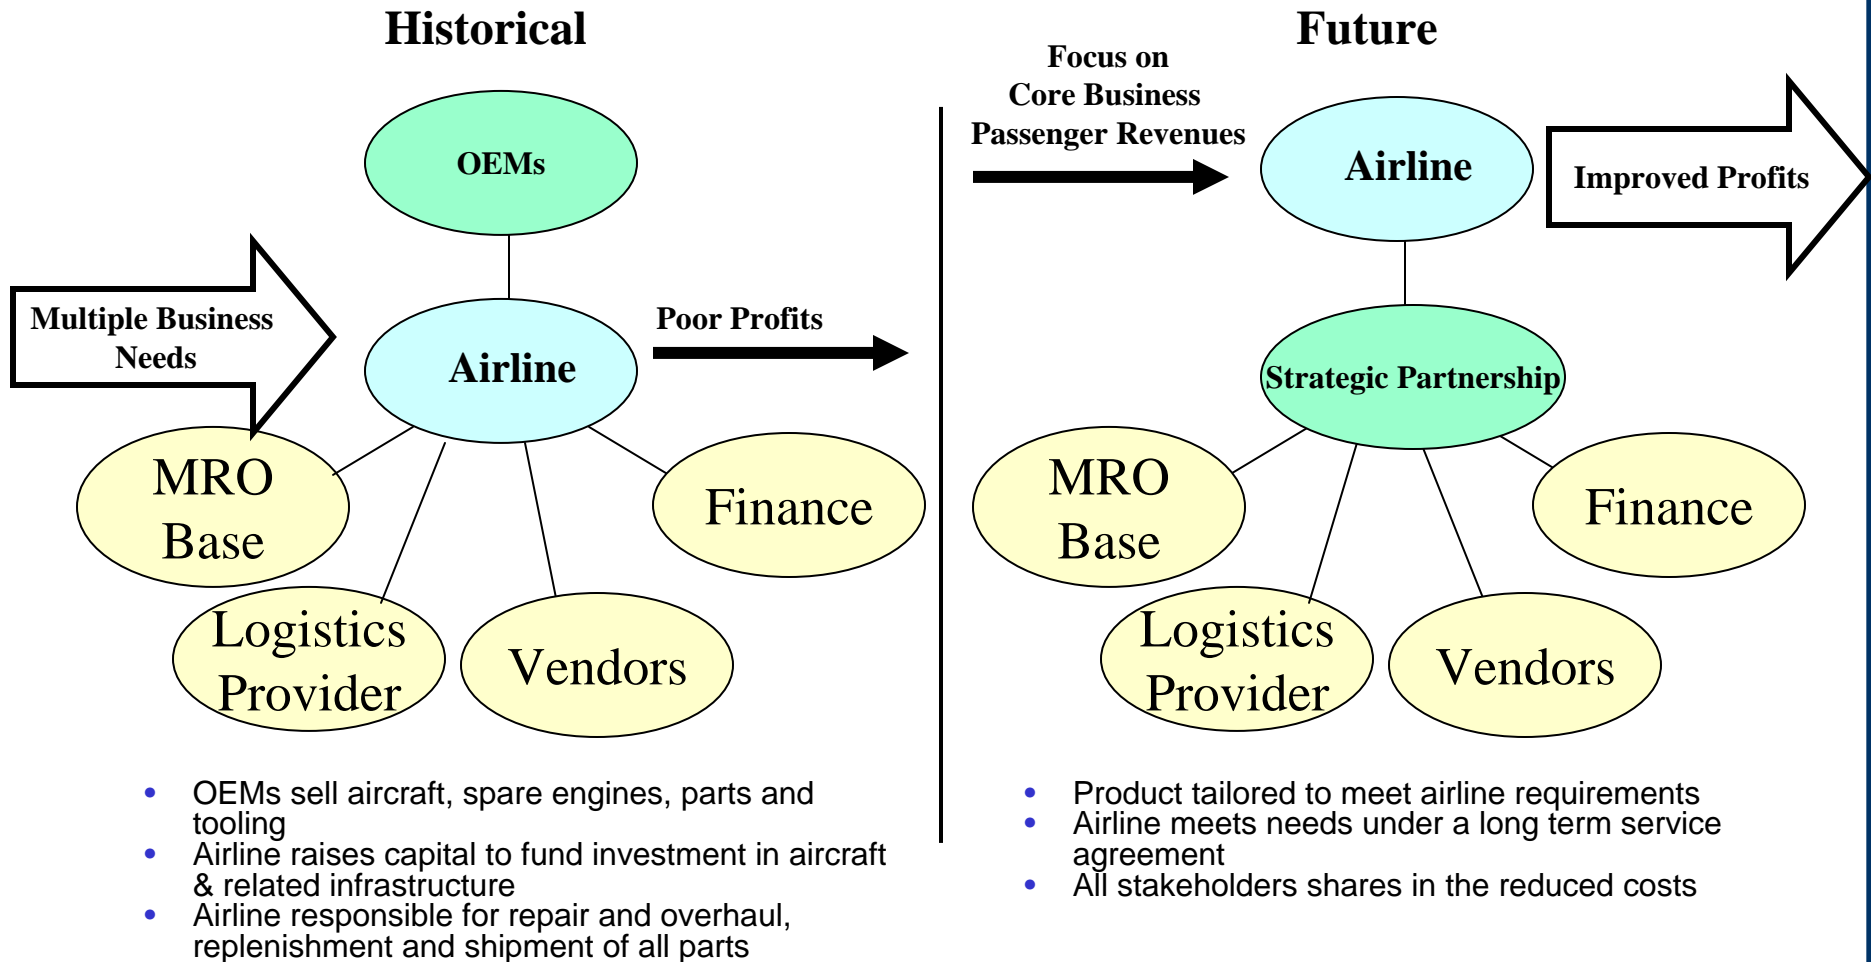 Historical
OEMs
Multiple Business
Needs
Airline
Poor Profits
MRO
Base
Finance
Logistics
Provider
Vendors
• OEMs sell aircraft, spare engines, parts and
tooling
• Airline raises capital to fund investment in aircraft
& related infrastructure
• Airline responsible for repair and overhaul,
replenishment and shipment of all parts
Future
Focus on
Core Business
Passenger Revenues
Airline
Improved Profits
Strategic Partnership
MRO
Base
Finance
Logistics
Provider
Vendors
• Product tailored to meet airline requirements
• Airline meets needs under a long term service
agreement
• All stakeholders shares in the reduced costs